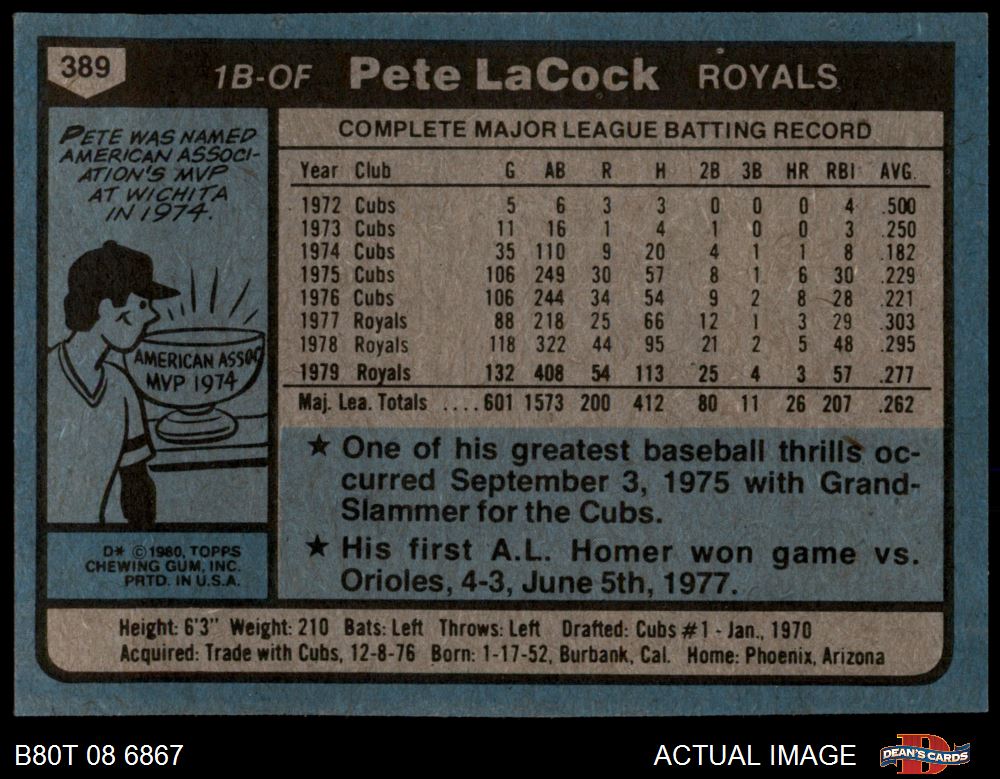 389
1B-OF Pete LaCock ROYALS
PETE WAS NAMED
AMERICAN ASSOCI-
ATION'S MVP
AT WICHITA
IN 1974.
AMERICAN ASSOC
MVP 1974
D* © 1980, TOPPS
CHEWING GUM, INC.
PRTD. IN U.S.A.
COMPLETE MAJOR LEAGUE BATTING RECORD
Year Club G AB R H 2B 3B HR RBI AVG.
1972 Cubs 5 6 3 3 0 0 0 4 .500
1973 Cubs 11 16 1 4 1 0 0 3 .250
1974 Cubs 35 110 9 20 4 1 1 8 .182
1975 Cubs 106 249 30 57 8 1 6 30 .229
1976 Cubs 106 244 34 54 9 2 8 28 .221
1977 Royals 88 218 25 66 12 1 3 29 .303
1978 Royals 118 322 44 95 21 2 5 48 .295
1979 Royals 132 408 54 113 25 4 3 57 .277
Maj. Lea. Totals ....601 1573 200 412 80 11 26 207 .262
★ One of his greatest baseball thrills oc-
curred September 3, 1975 with Grand-
Slammer for the Cubs.
★ His first A.L. Homer won game vs.
Orioles, 4-3, June 5th, 1977.
Height: 6'3" Weight: 210 Bats: Left Throws: Left Drafted: Cubs #1 - Jan., 1970
Acquired: Trade with Cubs, 12-8-76 Born: 1-17-52, Burbank, Cal. Home: Phoenix, Arizona
B80T 08 6867
ACTUAL IMAGE
DEAN'S CARDS